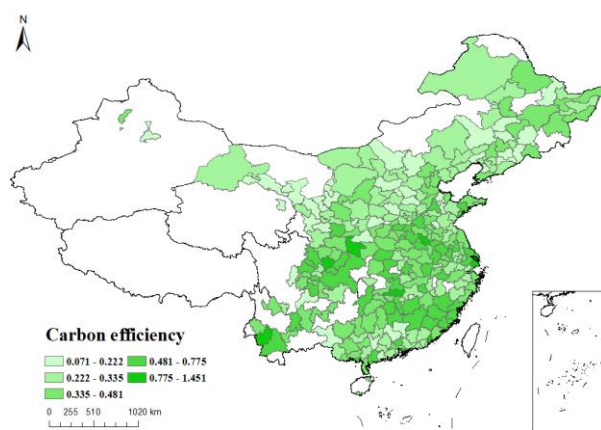 N
Carbon efficiency
0.071 - 0.222
0.222 - 0.335
0.335 - 0.481
0.481 - 0.775
0.775 - 1.451
0 255 510 1020 km